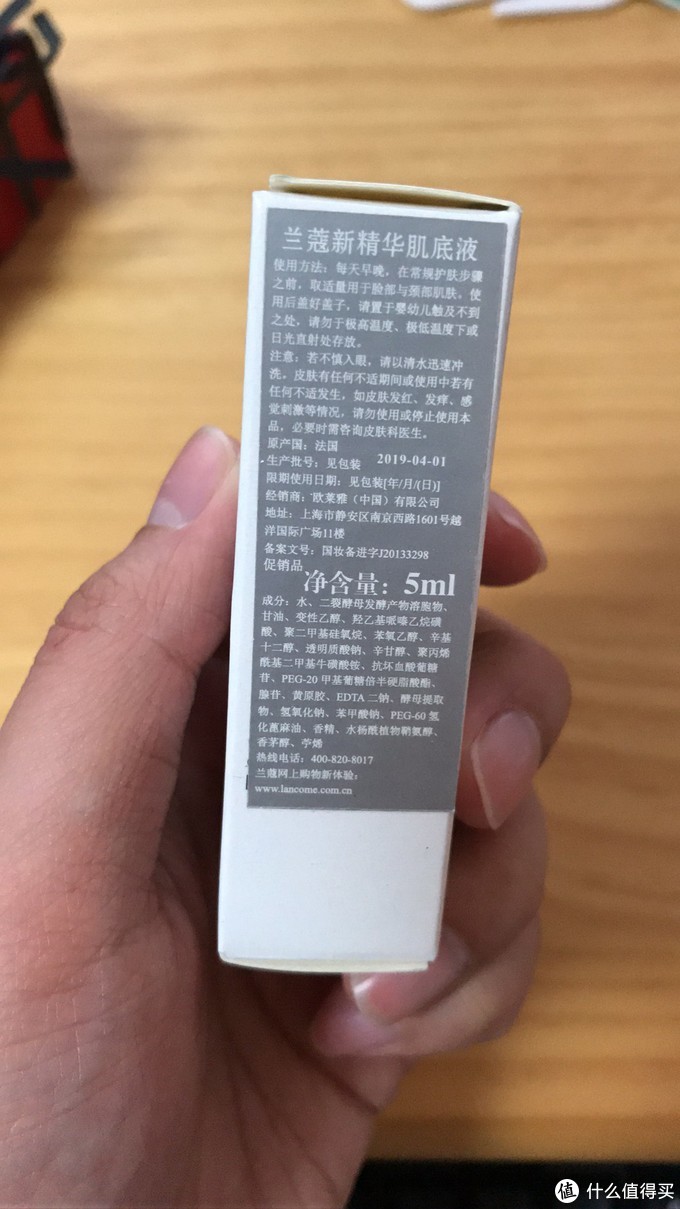 兰蔻新精华肌底液
使用方法：每天早晚，在常规护肤步骤
之前，取适量用于脸部与颈部肌肤，使
用后盖好盖子，请置于婴幼儿触及不到
之处，请勿于极高温度、极低温度下或
日光直射处存放。
注意：若不慎入眼，请以清水迅速冲
洗，皮肤有任何不适期间或使用中若有
任何不适发生，如皮肤发红、发痒、感
觉刺激等情况，请勿使用或停止使用本
品，必要时需咨询皮肤科医生。
原产国：法国
生产批号：见包装 2019-04-01
限期使用日期：见包装[年/月/(日)]
经销商：欧莱雅（中国）有限公司
地址：上海市静安区南京西路1601号越
洋国际广场11楼
备案文号：国妆备进字J20133298
促销品
净含量：5ml
成分：水、二裂酵母发酵产物溶胞物、
甘油、变性乙醇、羟乙基哌嗪乙烷磺
酸、聚二甲基硅氧烷、苯氧乙醇、辛基
十二醇、透明质酸钠、辛甘醇、聚丙烯
酰基二甲基牛磺酸铵、抗坏血酸葡糖
苷、PEG-20 甲基葡糖倍半硬脂酸酯、
腺苷、黄原胶、EDTA 二钠、酵母提取
物、氢氧化钠、苯甲酸钠、PEG-60 氢
化蓖麻油、香精、水杨酰植物鞘氨醇、
香茅醇、苧烯
热线电话：400-820-8017
兰蔻网上购物新体验：
www.lancome.com.cn
值 什么值得买